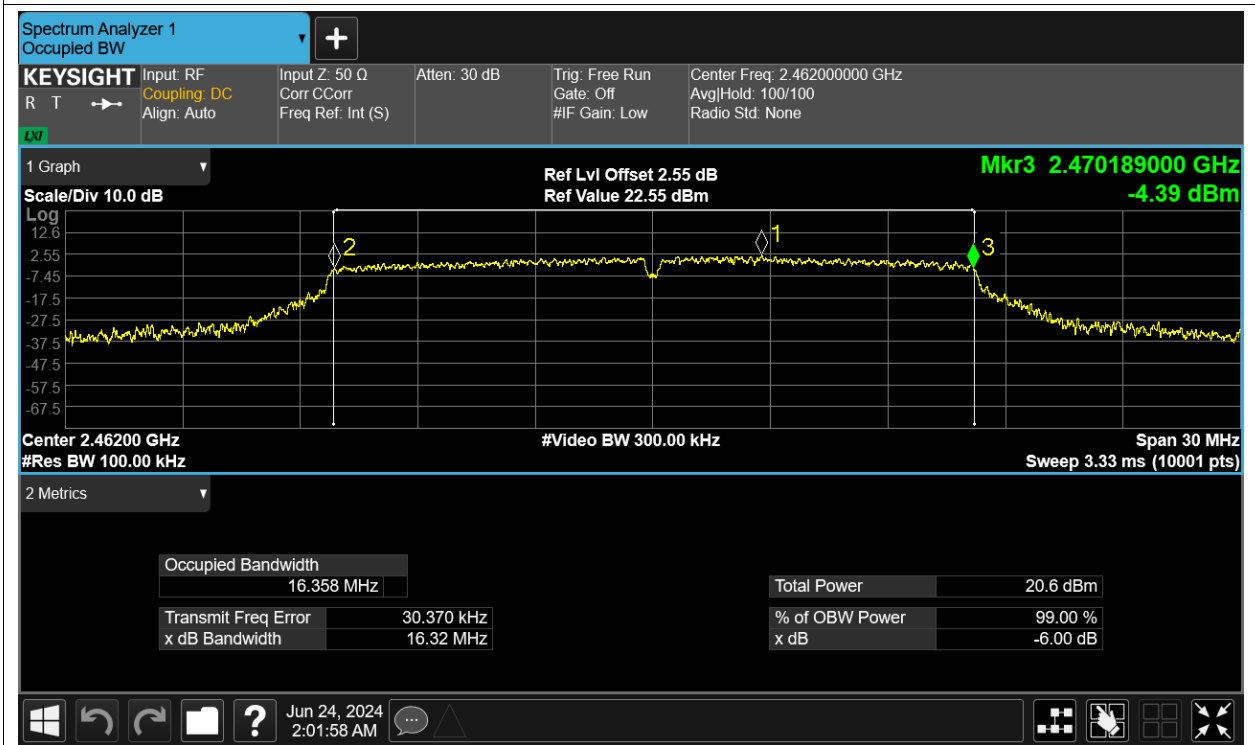 Spectrum Analyzer 1
Occupied BW
KEYSIGHT
R T
LXI
Input: RF
Coupling: DC
Align: Auto
Input Z: 50 Ω
Corr CCorr
Freq Ref: Int (S)
Atten: 30 dB
Trig: Free Run
Gate: Off
#IF Gain: Low
Center Freq: 2.462000000 GHz
Avg|Hold: 100/100
Radio Std: None
1 Graph
Scale/Div 10.0 dB
Ref Lvl Offset 2.55 dB
Ref Value 22.55 dBm
Mkr3 2.470189000 GHz
-4.39 dBm
Log
12.6
2.55
-7.45
-17.5
-27.5
-37.5
-47.5
-57.5
-67.5
2
1
3
Center 2.46200 GHz
#Res BW 100.00 kHz
#Video BW 300.00 kHz
Span 30 MHz
Sweep 3.33 ms (10001 pts)
2 Metrics
Occupied Bandwidth
16.358 MHz
Transmit Freq Error 30.370 kHz
x dB Bandwidth 16.32 MHz
Total Power 20.6 dBm
% of OBW Power 99.00 %
x dB -6.00 dB
?
Jun 24, 2024
2:01:58 AM